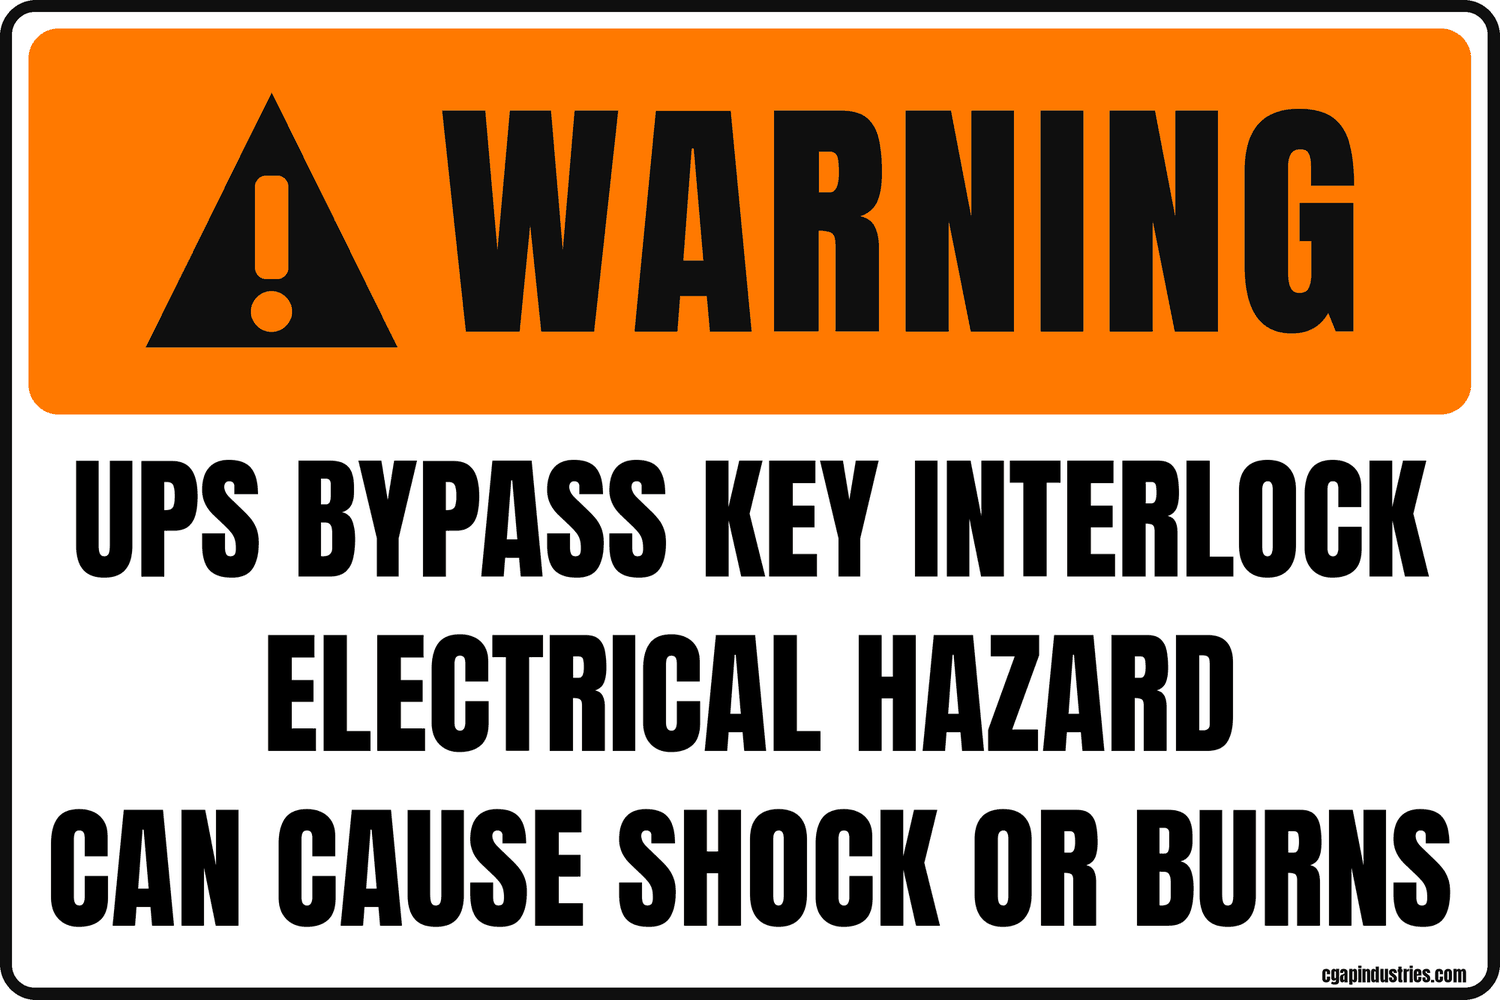 WARNING
UPS BYPASS KEY INTERLOCK
ELECTRICAL HAZARD
CAN CAUSE SHOCK OR BURNS
cgapindustries.com